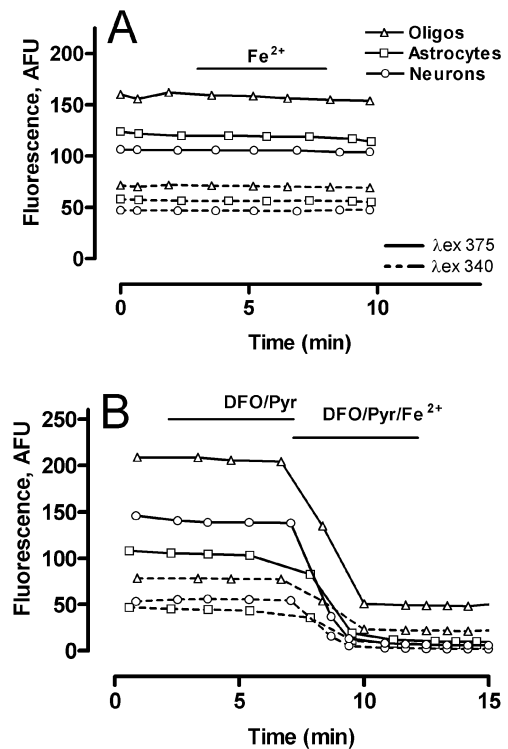 A
Fluorescence, AFU
200
150
100
50
0
Fe2+
Oligos
Astrocytes
Neurons
λex 375
λex 340
0 5 10
Time (min)
B
Fluorescence, AFU
250
200
150
100
50
0
DFO/Pyr
DFO/Pyr/Fe2+
0 5 10 15
Time (min)